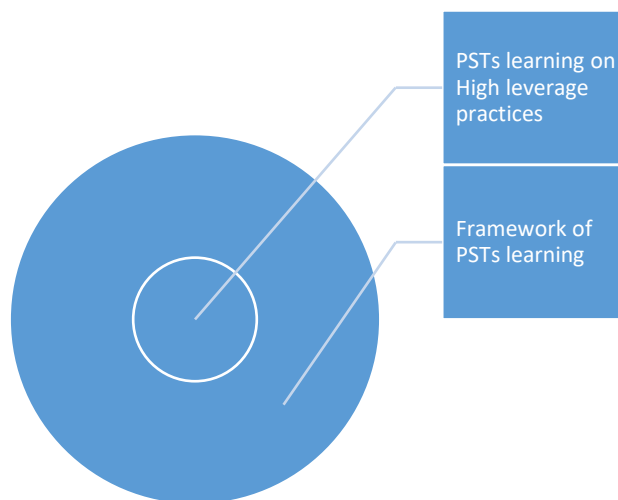 PSTs learning on
High leverage
practices
Framework of
PSTs learning